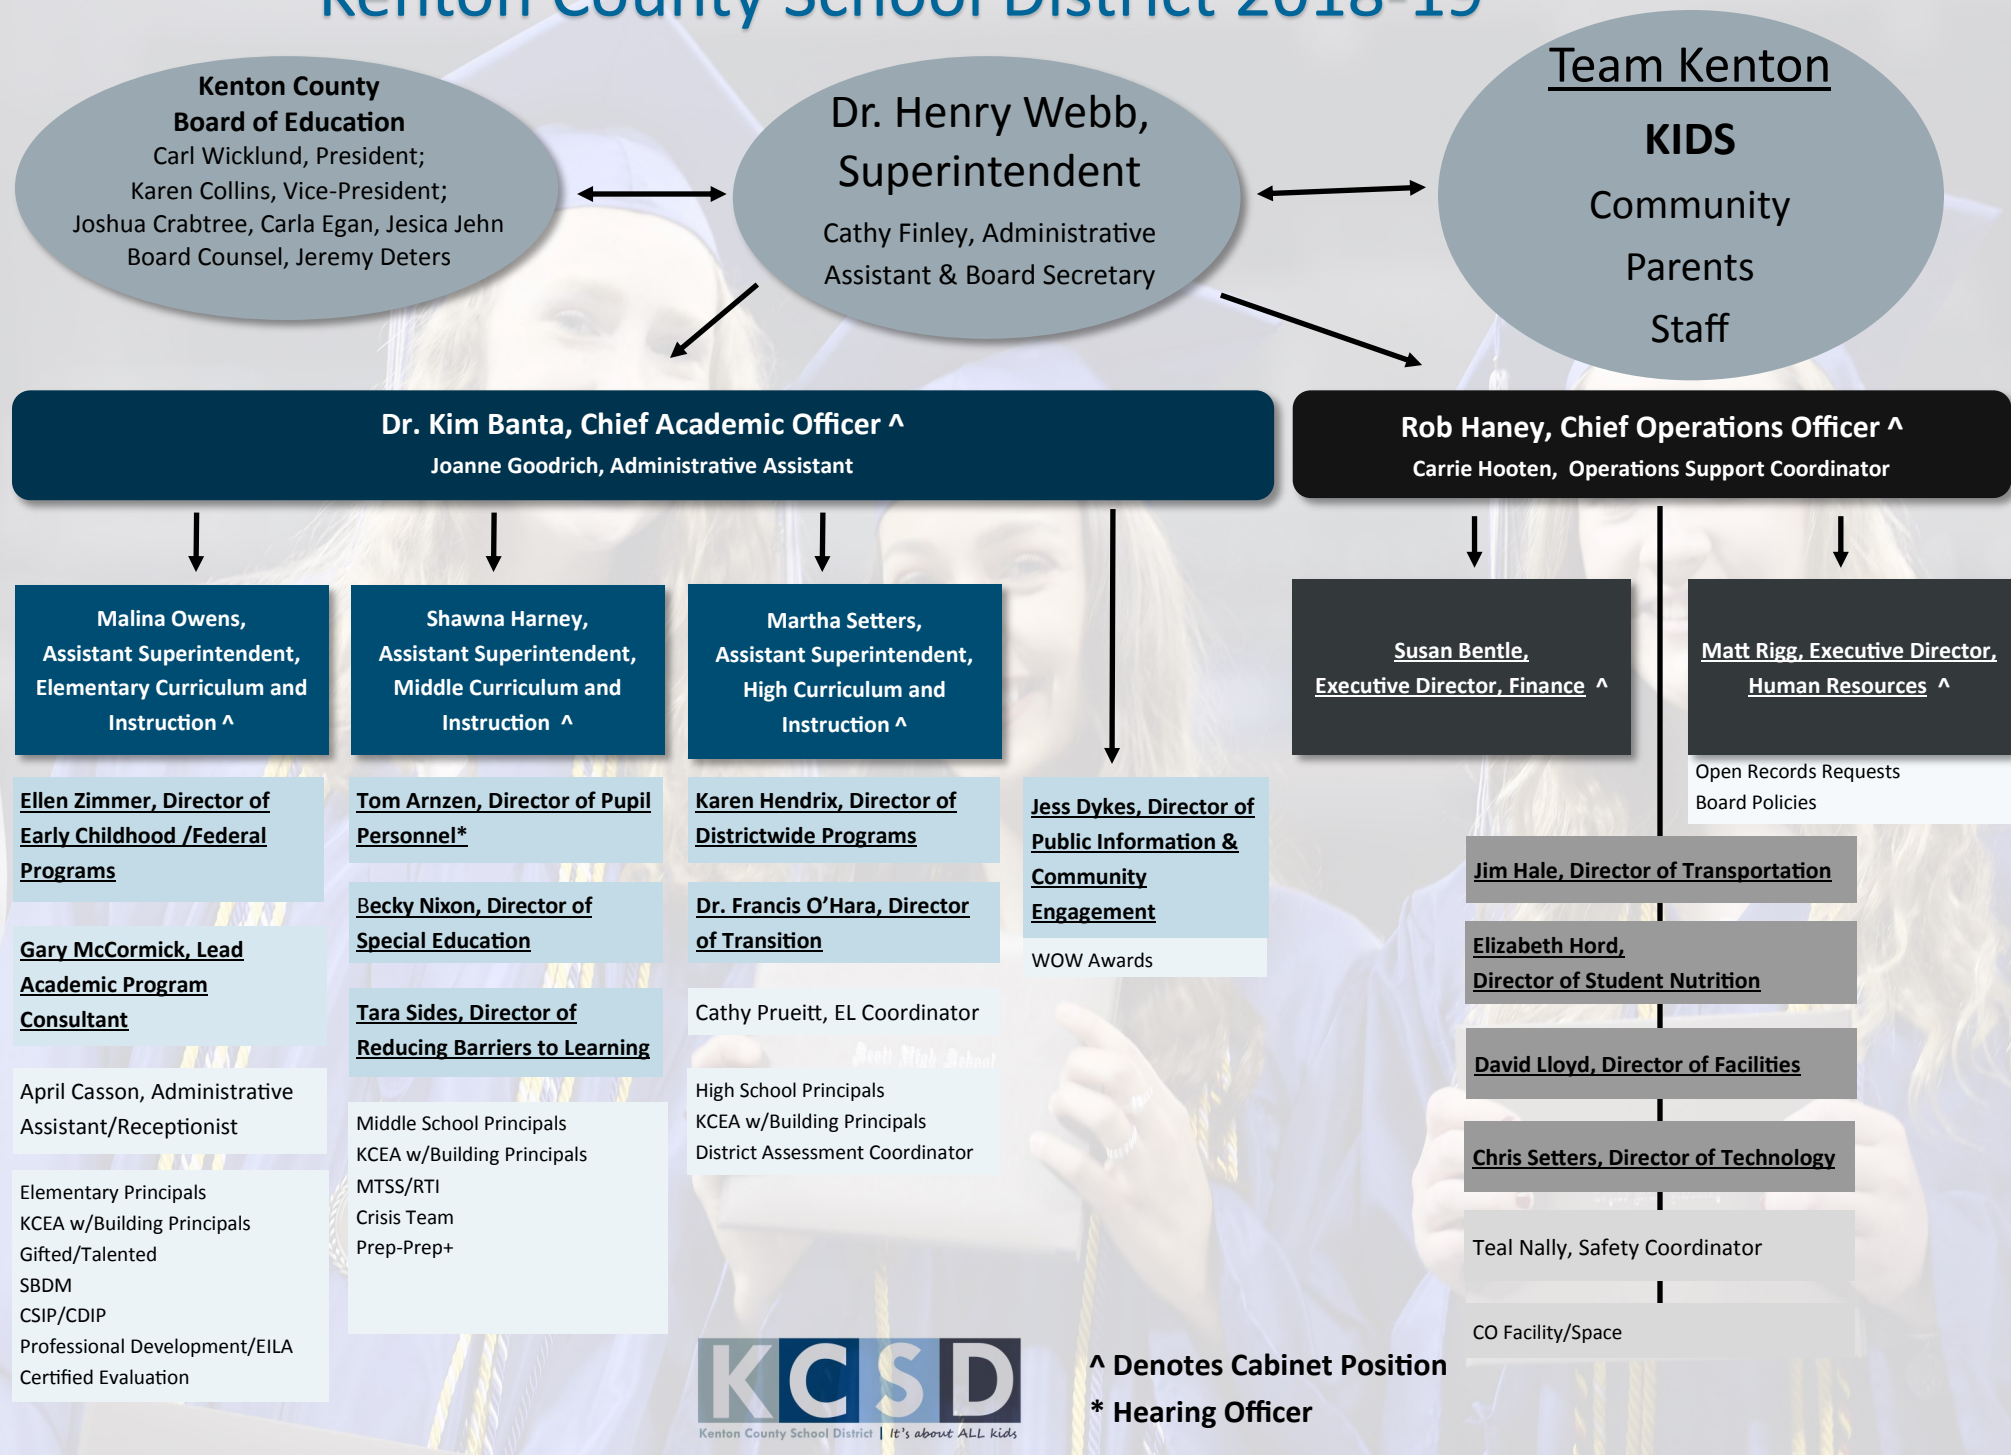 Kenton County School District 2018-19
Kenton County
Board of Education
Carl Wicklund, President;
Karen Collins, Vice-President;
Joshua Crabtree, Carla Egan, Jesica Jehn
Board Counsel, Jeremy Deters
Dr. Henry Webb,
Superintendent
Cathy Finley, Administrative
Assistant & Board Secretary
Team Kenton
KIDS
Community
Parents
Staff
Dr. Kim Banta, Chief Academic Officer ^
Joanne Goodrich, Administrative Assistant
Rob Haney, Chief Operations Officer ^
Carrie Hooten, Operations Support Coordinator
Malina Owens,
Assistant Superintendent,
Elementary Curriculum and
Instruction ^
Ellen Zimmer, Director of
Early Childhood /Federal
Programs
Gary McCormick, Lead
Academic Program
Consultant
April Casson, Administrative
Assistant/Receptionist
Elementary Principals
KCEA w/Building Principals
Gifted/Talented
SBDM
CSIP/CDIP
Professional Development/EILA
Certified Evaluation
Shawna Harney,
Assistant Superintendent,
Middle Curriculum and
Instruction ^
Tom Arnzen, Director of Pupil
Personnel*
Becky Nixon, Director of
Special Education
Tara Sides, Director of
Reducing Barriers to Learning
Middle School Principals
KCEA w/Building Principals
MTSS/RTI
Crisis Team
Prep-Prep+
Martha Setters,
Assistant Superintendent,
High Curriculum and
Instruction ^
Karen Hendrix, Director of
Districtwide Programs
Dr. Francis O’Hara, Director
of Transition
Cathy Prueitt, EL Coordinator
Scott High School
High School Principals
KCEA w/Building Principals
District Assessment Coordinator
Jess Dykes, Director of
Public Information &
Community
Engagement
WOW Awards
Susan Bentle,
Executive Director, Finance ^
Matt Rigg, Executive Director,
Human Resources ^
Open Records Requests
Board Policies
Jim Hale, Director of Transportation
Elizabeth Hord,
Director of Student Nutrition
David Lloyd, Director of Facilities
Chris Setters, Director of Technology
Teal Nally, Safety Coordinator
CO Facility/Space
KCSD
Kenton County School District | It's about ALL kids
^ Denotes Cabinet Position
* Hearing Officer